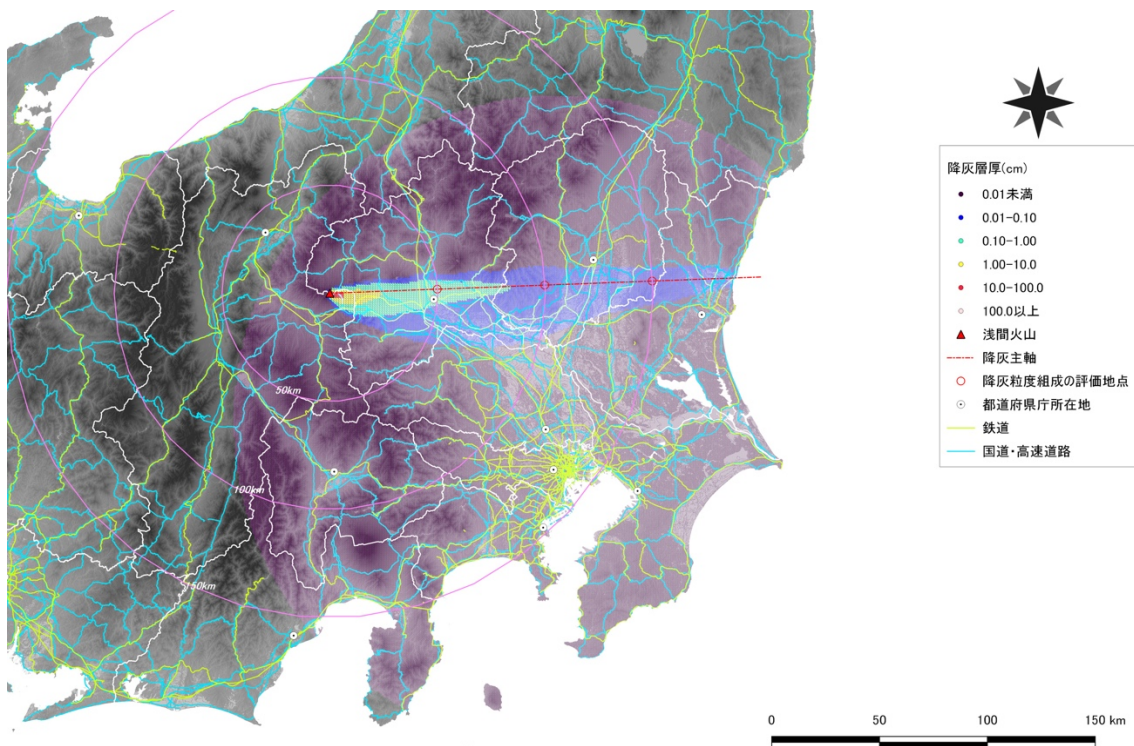 降灰層厚(cm)
0.01未満
0.01-0.10
0.10-1.00
1.00-10.0
10.0-100.0
100.0以上
浅間火山
降灰主軸
降灰粒度組成の評価地点
都道府県庁所在地
鉄道
国道・高速道路
50km
100km
150km
0 50 100 150 km